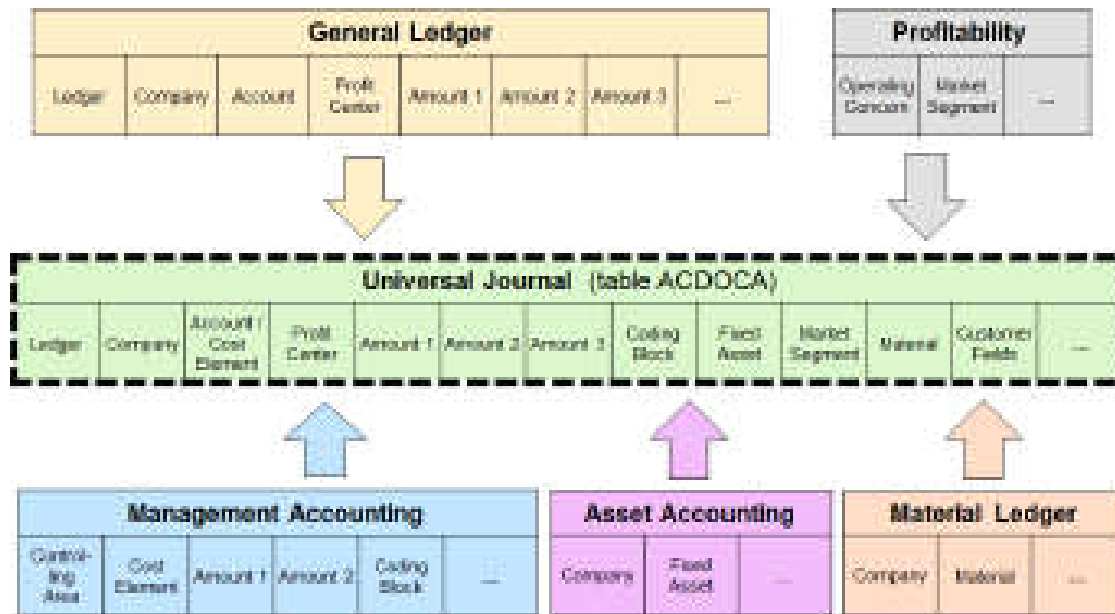 General Ledger
Ledger Company Account Profit Center Amount 1 Amount 2 Amount 3 ...
Profitability
Operating Concern Market Segment ...
Universal Journal (table ACDOCA)
Ledger Company Account / Cost Element Profit Center Amount 1 Amount 2 Amount 3 Coding Block Fixed Asset Market Segment Material Customer Fields ...
Management Accounting
Controlling Area Cost Element Amount 1 Amount 2 Coding Block ...
Asset Accounting
Company Fixed Asset ...
Material Ledger
Company Material ...